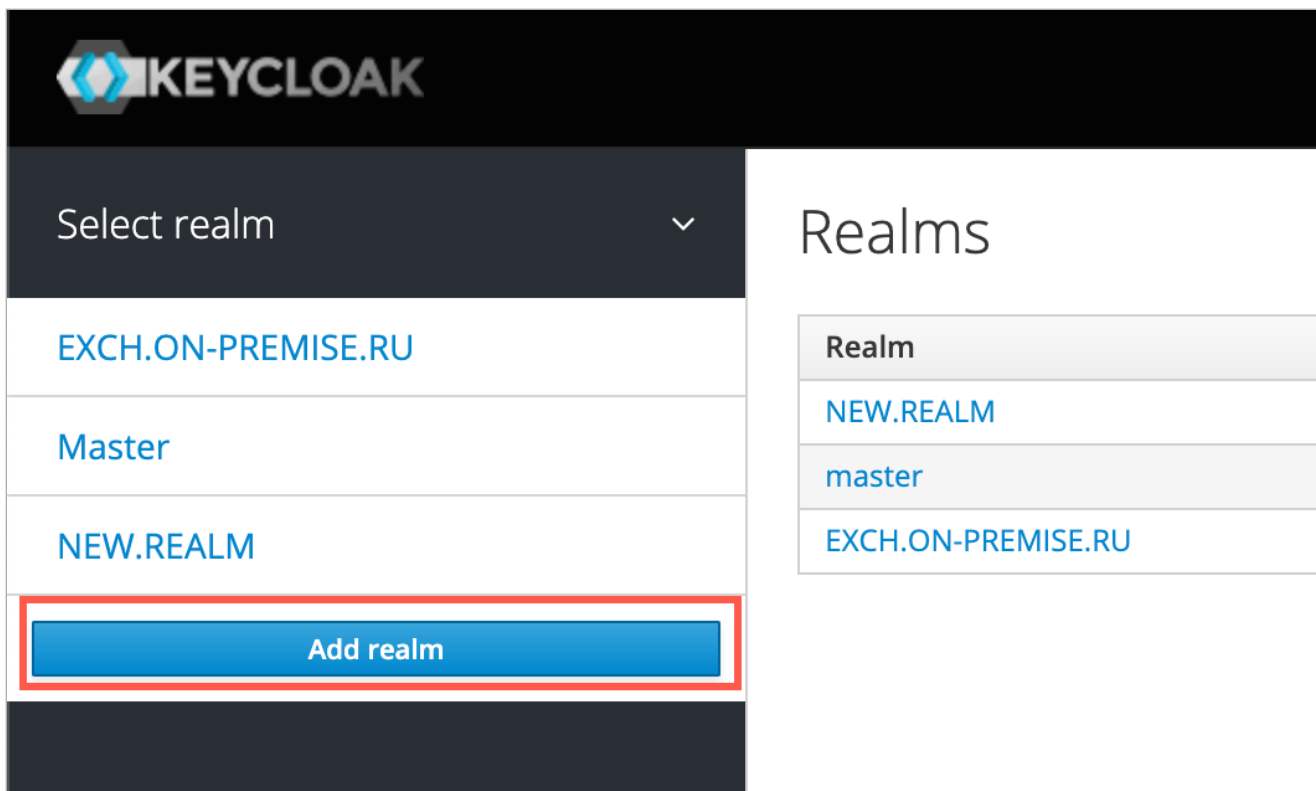 KEYCLOAK
Select realm
EXCH.ON-PREMISE.RU
Master
NEW.REALM
Add realm
Realms
Realm
NEW.REALM
master
EXCH.ON-PREMISE.RU